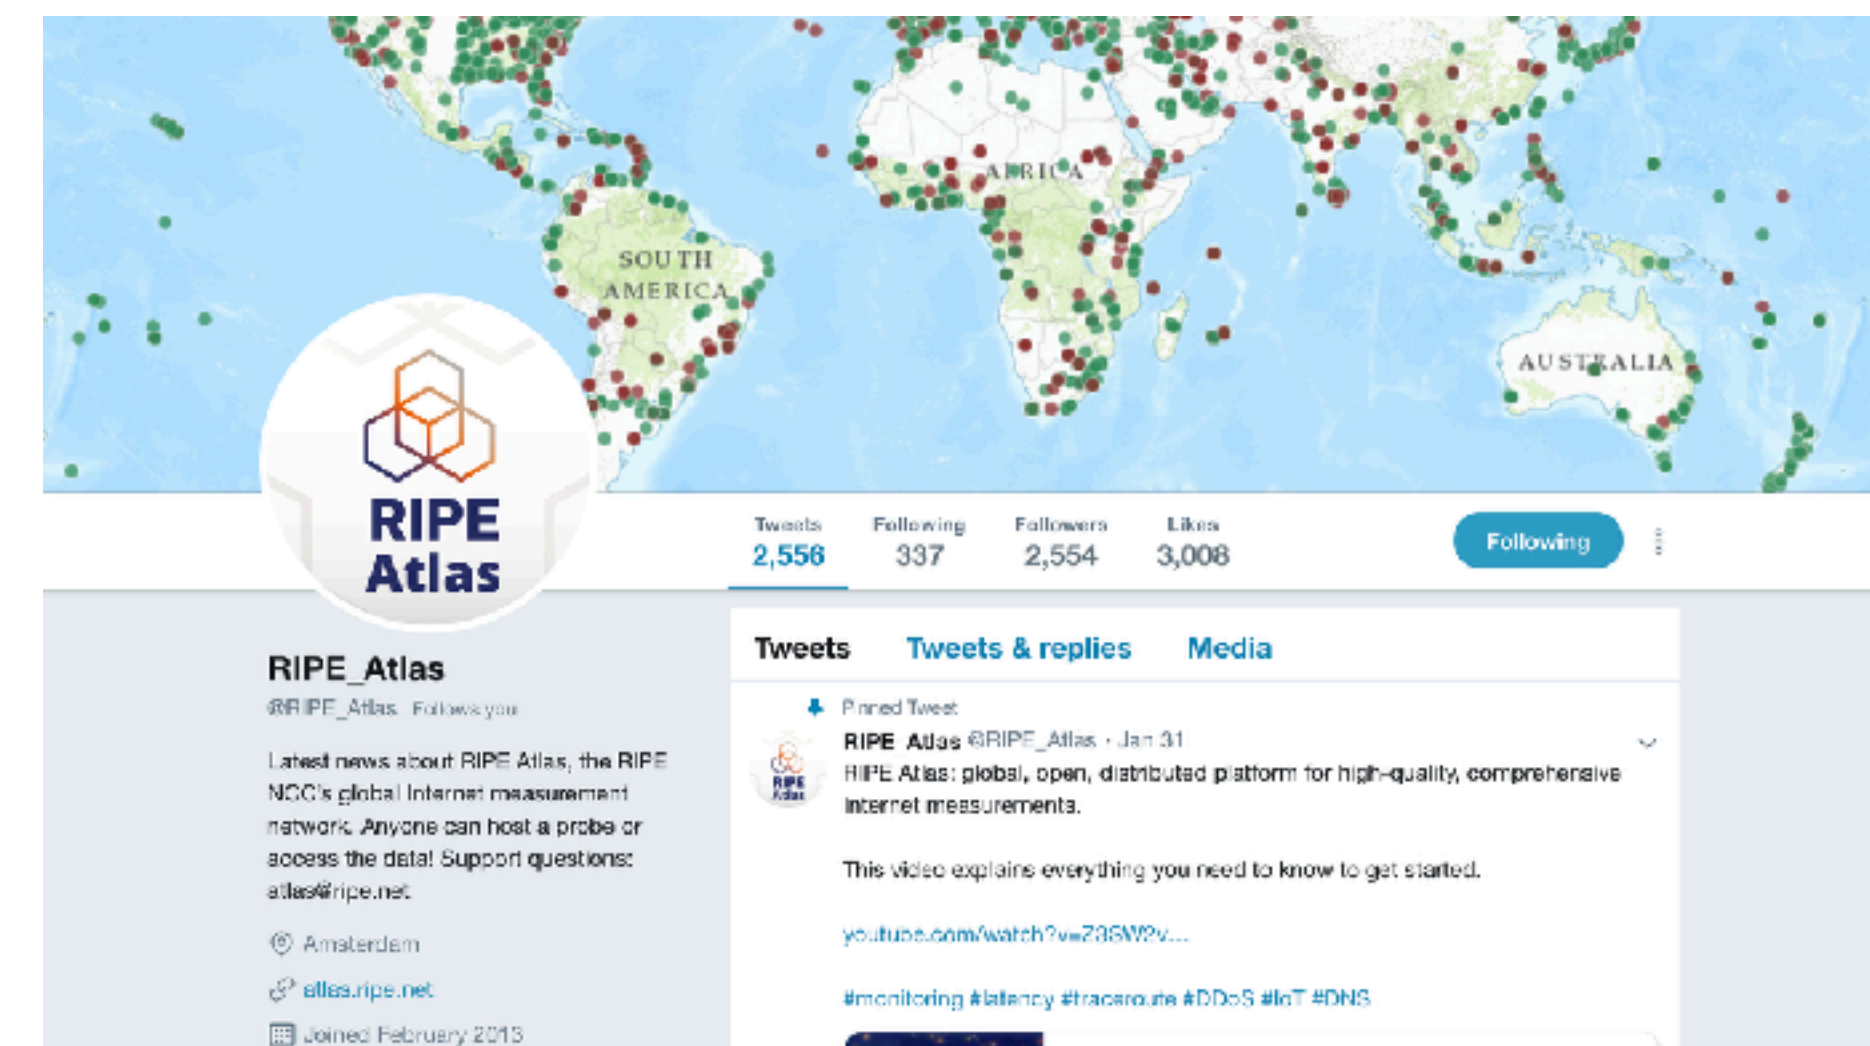 AFRICA
SOUTH
AMERICA
AUSTRALIA
RIPE
Atlas
Tweets Following Followers Likes
2,556 337 2,554 3,008
Following
Tweets Tweets & replies Media
RIPE_Atlas
@RIPE_Atlas Follows you
Latest news about RIPE Atlas, the RIPE
NCC's global Internet measurement
network. Anyone can host a probe or
access the data! Support questions:
atlas@ripe.net
Amsterdam
atlas.ripe.net
Joined February 2013
Pinned Tweet
RIPE_Atlas @RIPE_Atlas · Jan 31
RIPE Atlas: global, open, distributed platform for high-quality, comprehensive
Internet measurements.
This video explains everything you need to know to get started.
#monitoring #latency #traceroute #DDoS #IoT #DNS
RIPE
Atlas